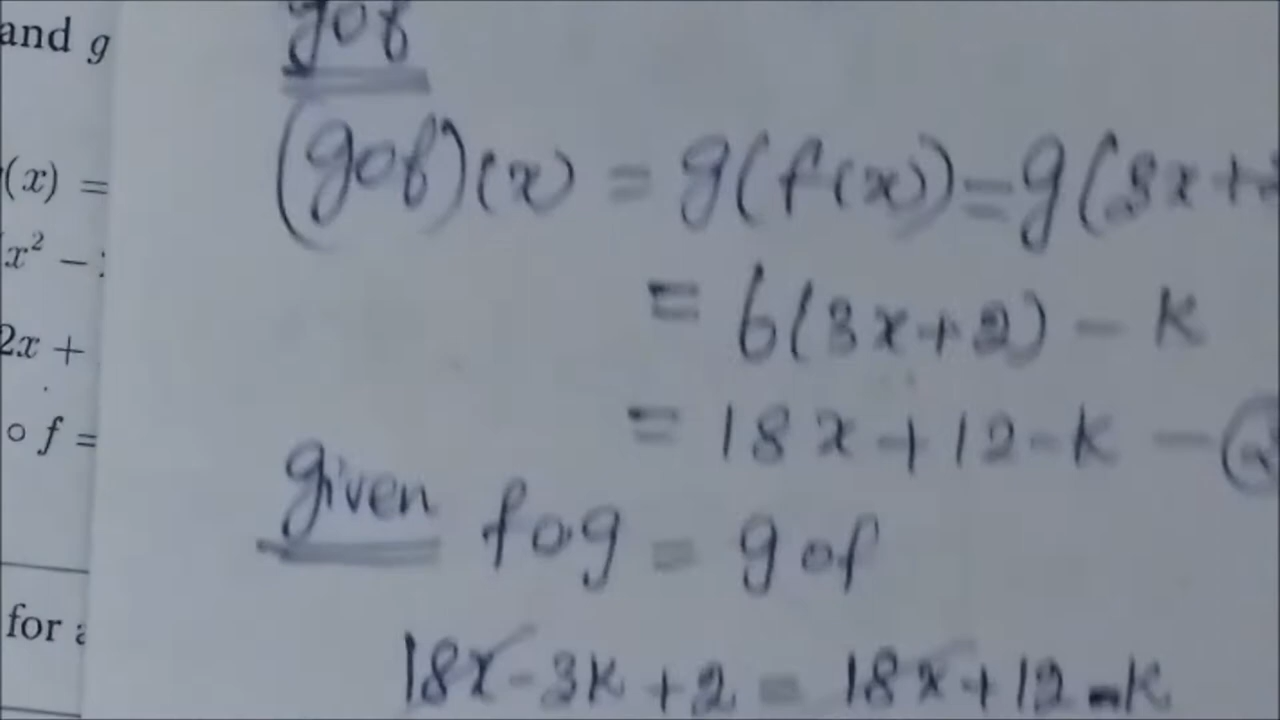 and g
(x) =
x² −
2x +
∘ f =
for
gof
(gof)(x) = g(f(x)) = g(3x+
= 6(3x+2) - k
= 18x+12-k - ②
given fog = gof
18x-3k+2 = 18x+12-k